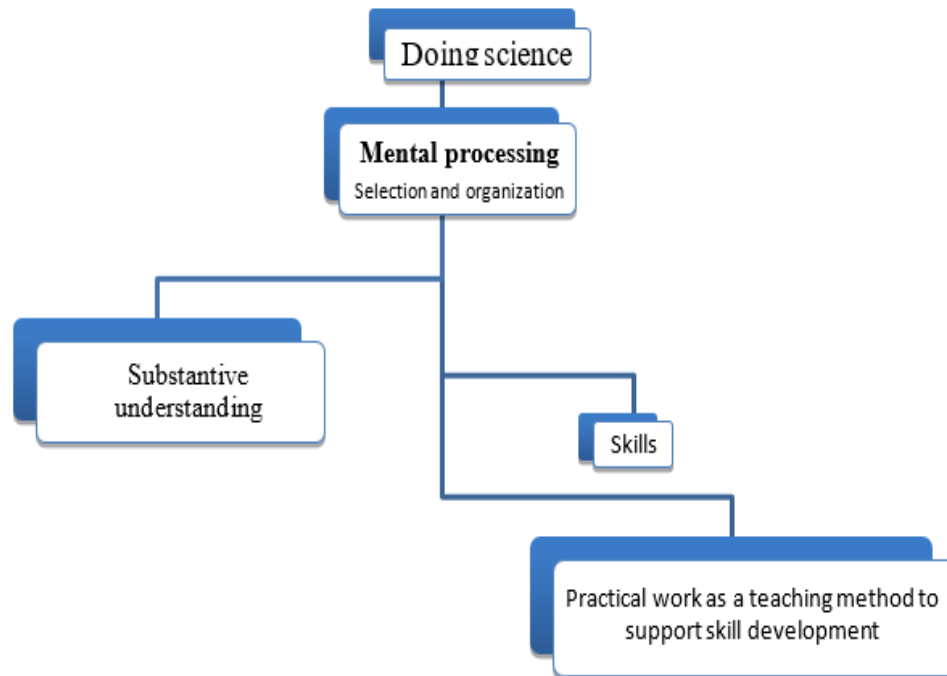 Doing science
Mental processing
Selection and organization
Substantive
understanding
Skills
Practical work as a teaching method to
support skill development